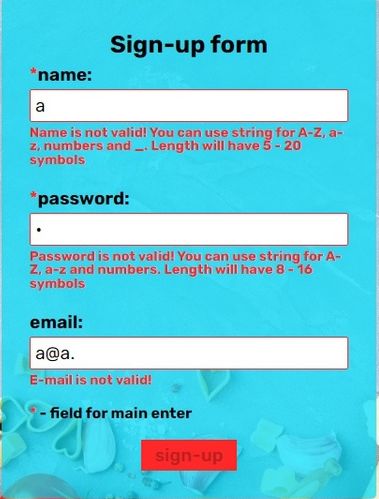 Sign-up form
*name:
a
Name is not valid! You can use string for A-Z, a-
z, numbers and _. Length will have 5 - 20
symbols
*password:
•
Password is not valid! You can use string for A-
Z, a-z and numbers. Length will have 8 - 16
symbols
email:
a@a.
E-mail is not valid!
* - field for main enter
sign-up